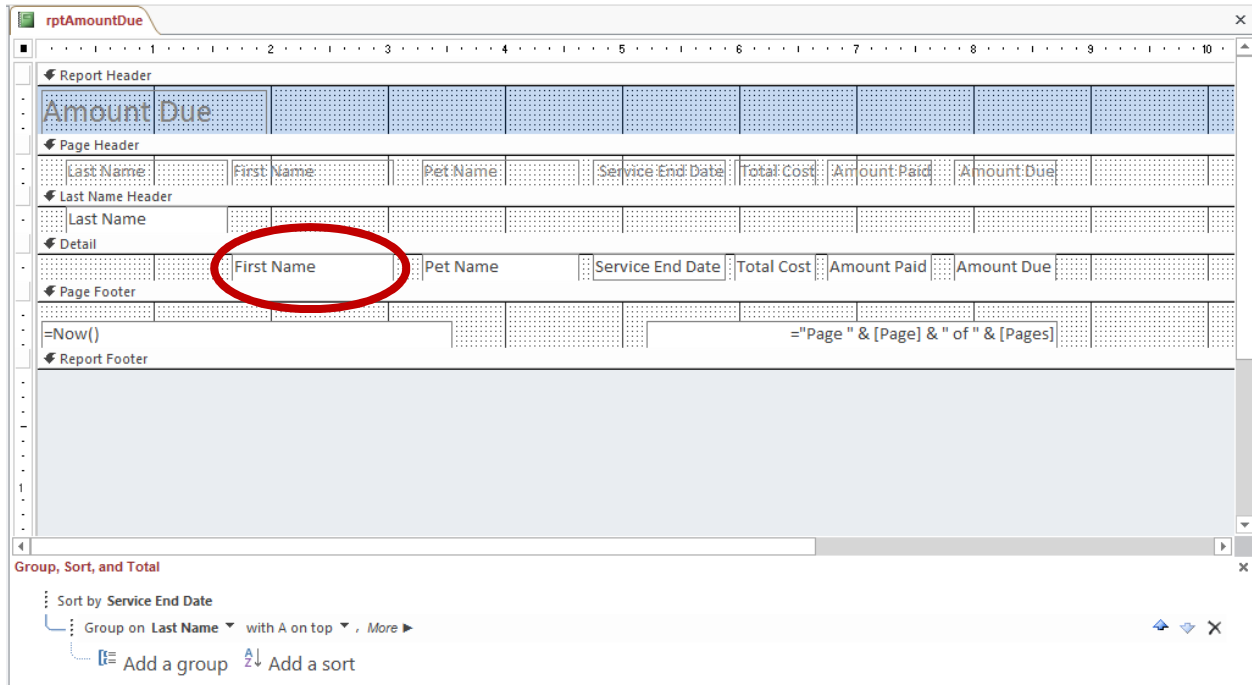 rptAmountDue
1 2 3 4 5 6 7 8 9 10
Report Header
Amount Due
Page Header
Last Name First Name Pet Name Service End Date Total Cost Amount Paid Amount Due
Last Name Header
Last Name
Detail
First Name Pet Name Service End Date Total Cost Amount Paid Amount Due
Page Footer
=Now() ="Page " & [Page] & " of " & [Pages]
Report Footer
1
Group, Sort, and Total
Sort by Service End Date
Group on Last Name with A on top , More
Add a group Add a sort